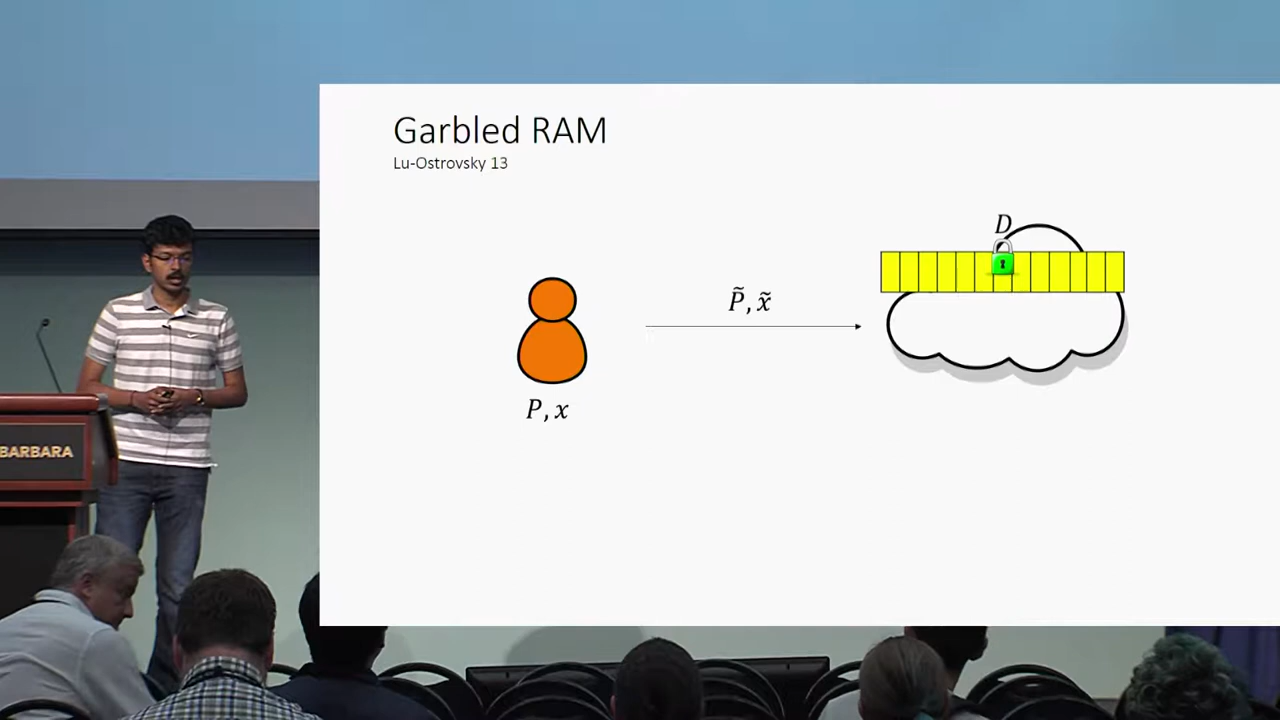 Garbled RAM
Lu-Ostrovsky 13
D
P̃, x̃
P, x
BARBARA